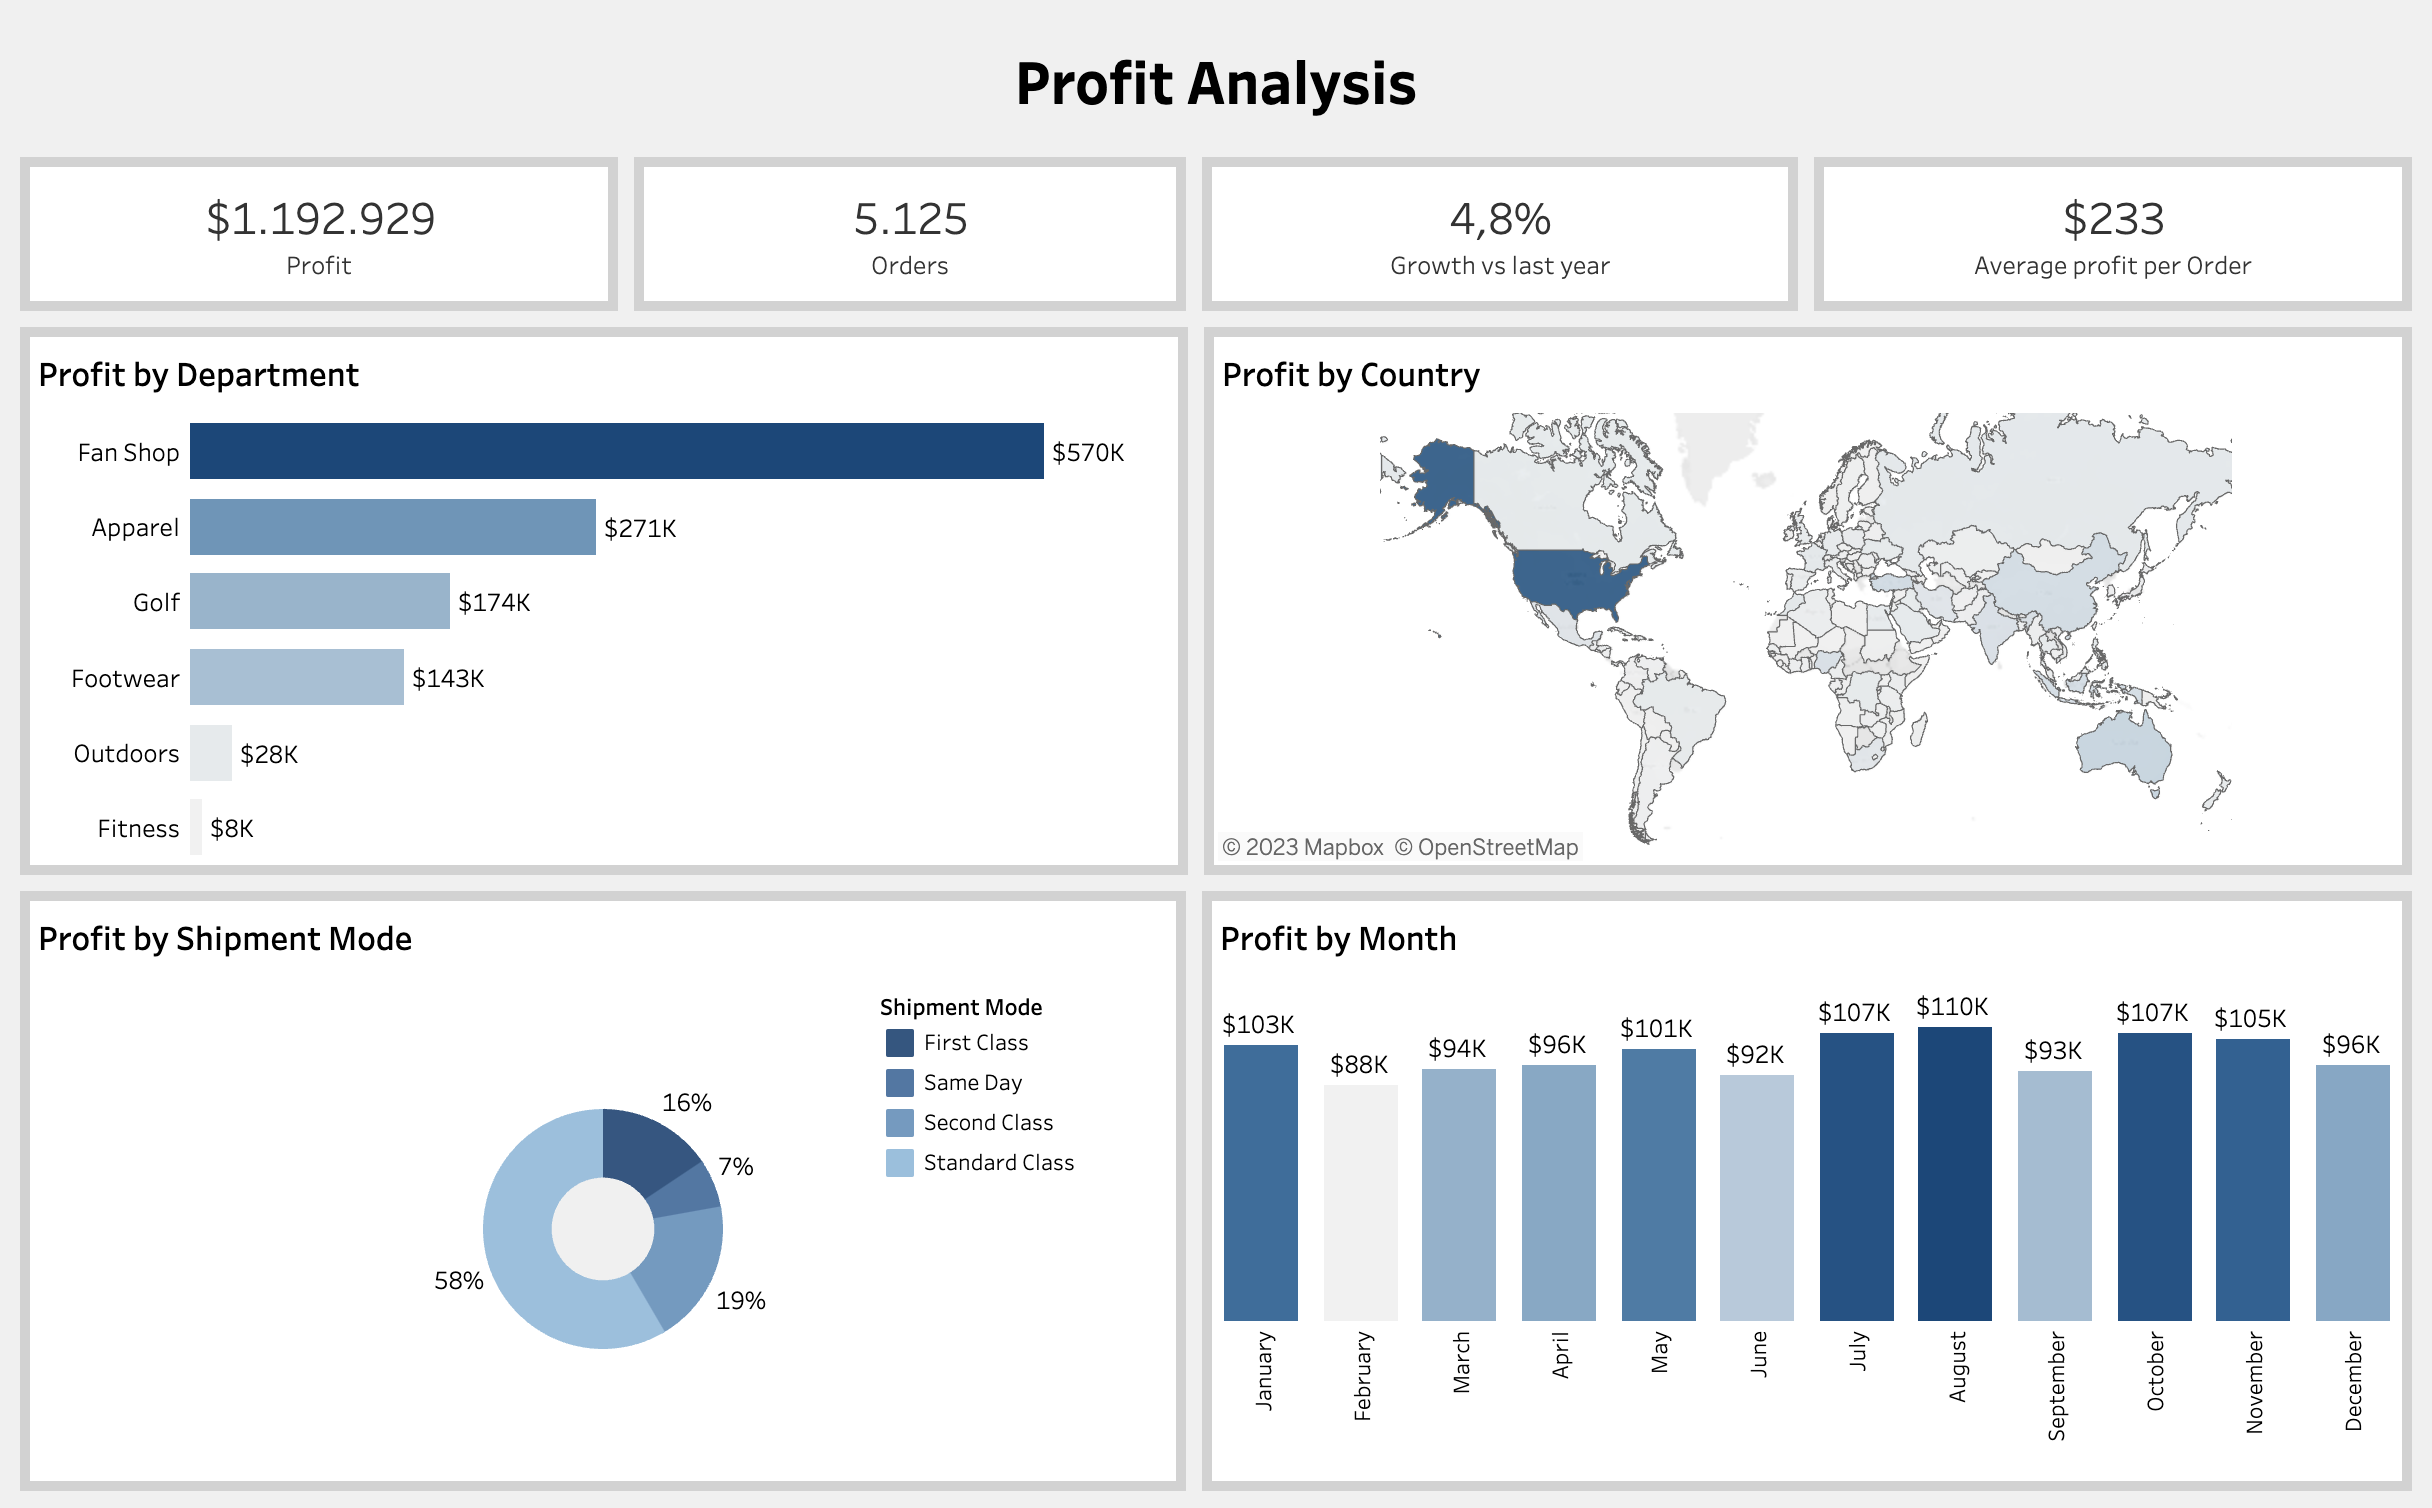 Profit Analysis
$1.192.929
Profit
5.125
Orders
4,8%
Growth vs last year
$233
Average profit per Order
Profit by Department
Fan Shop $570K
Apparel $271K
Golf $174K
Footwear $143K
Outdoors $28K
Fitness $8K
Profit by Country
© 2023 Mapbox © OpenStreetMap
Profit by Shipment Mode
Shipment Mode
First Class
Same Day
Second Class
Standard Class
16%
7%
19%
58%
Profit by Month
$103K
$88K
$94K
$96K
$101K
$92K
$107K
$110K
$93K
$107K
$105K
$96K
January
February
March
April
May
June
July
August
September
October
November
December